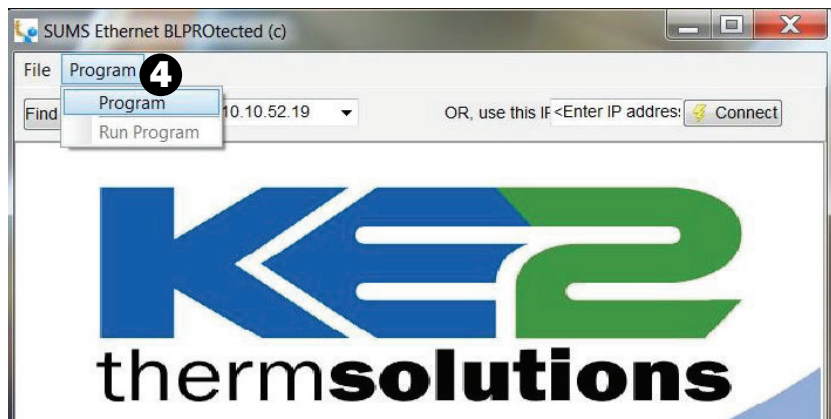 SUMS Ethernet BLPROtected (c)
File Program 4
Find 10.10.52.19 OR, use this IF <Enter IP address: Connect
Program
Run Program
KE2
thermsolutions